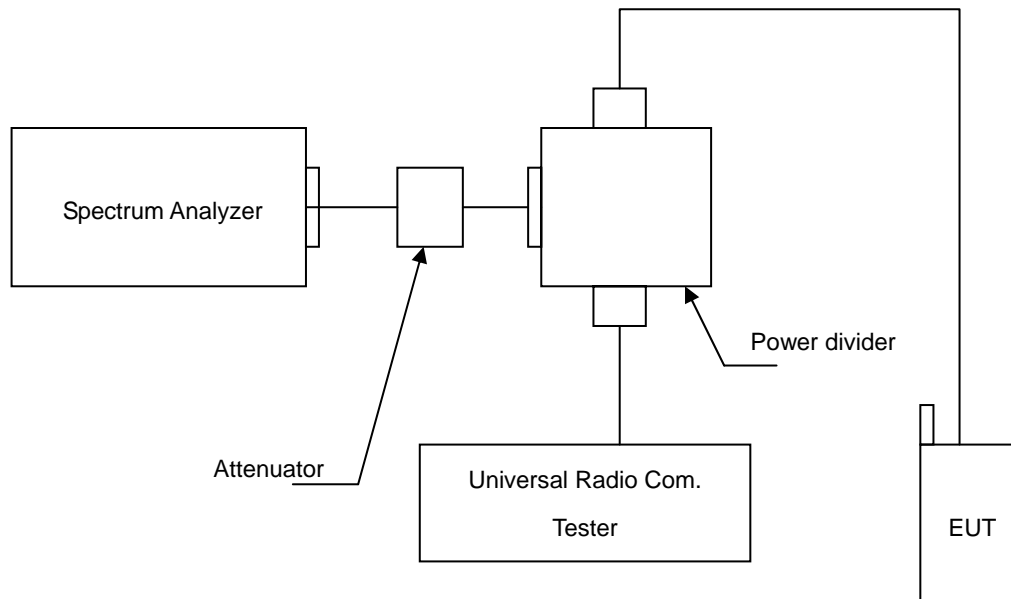 Spectrum Analyzer
Power divider
Attenuator
Universal Radio Com.
Tester
EUT